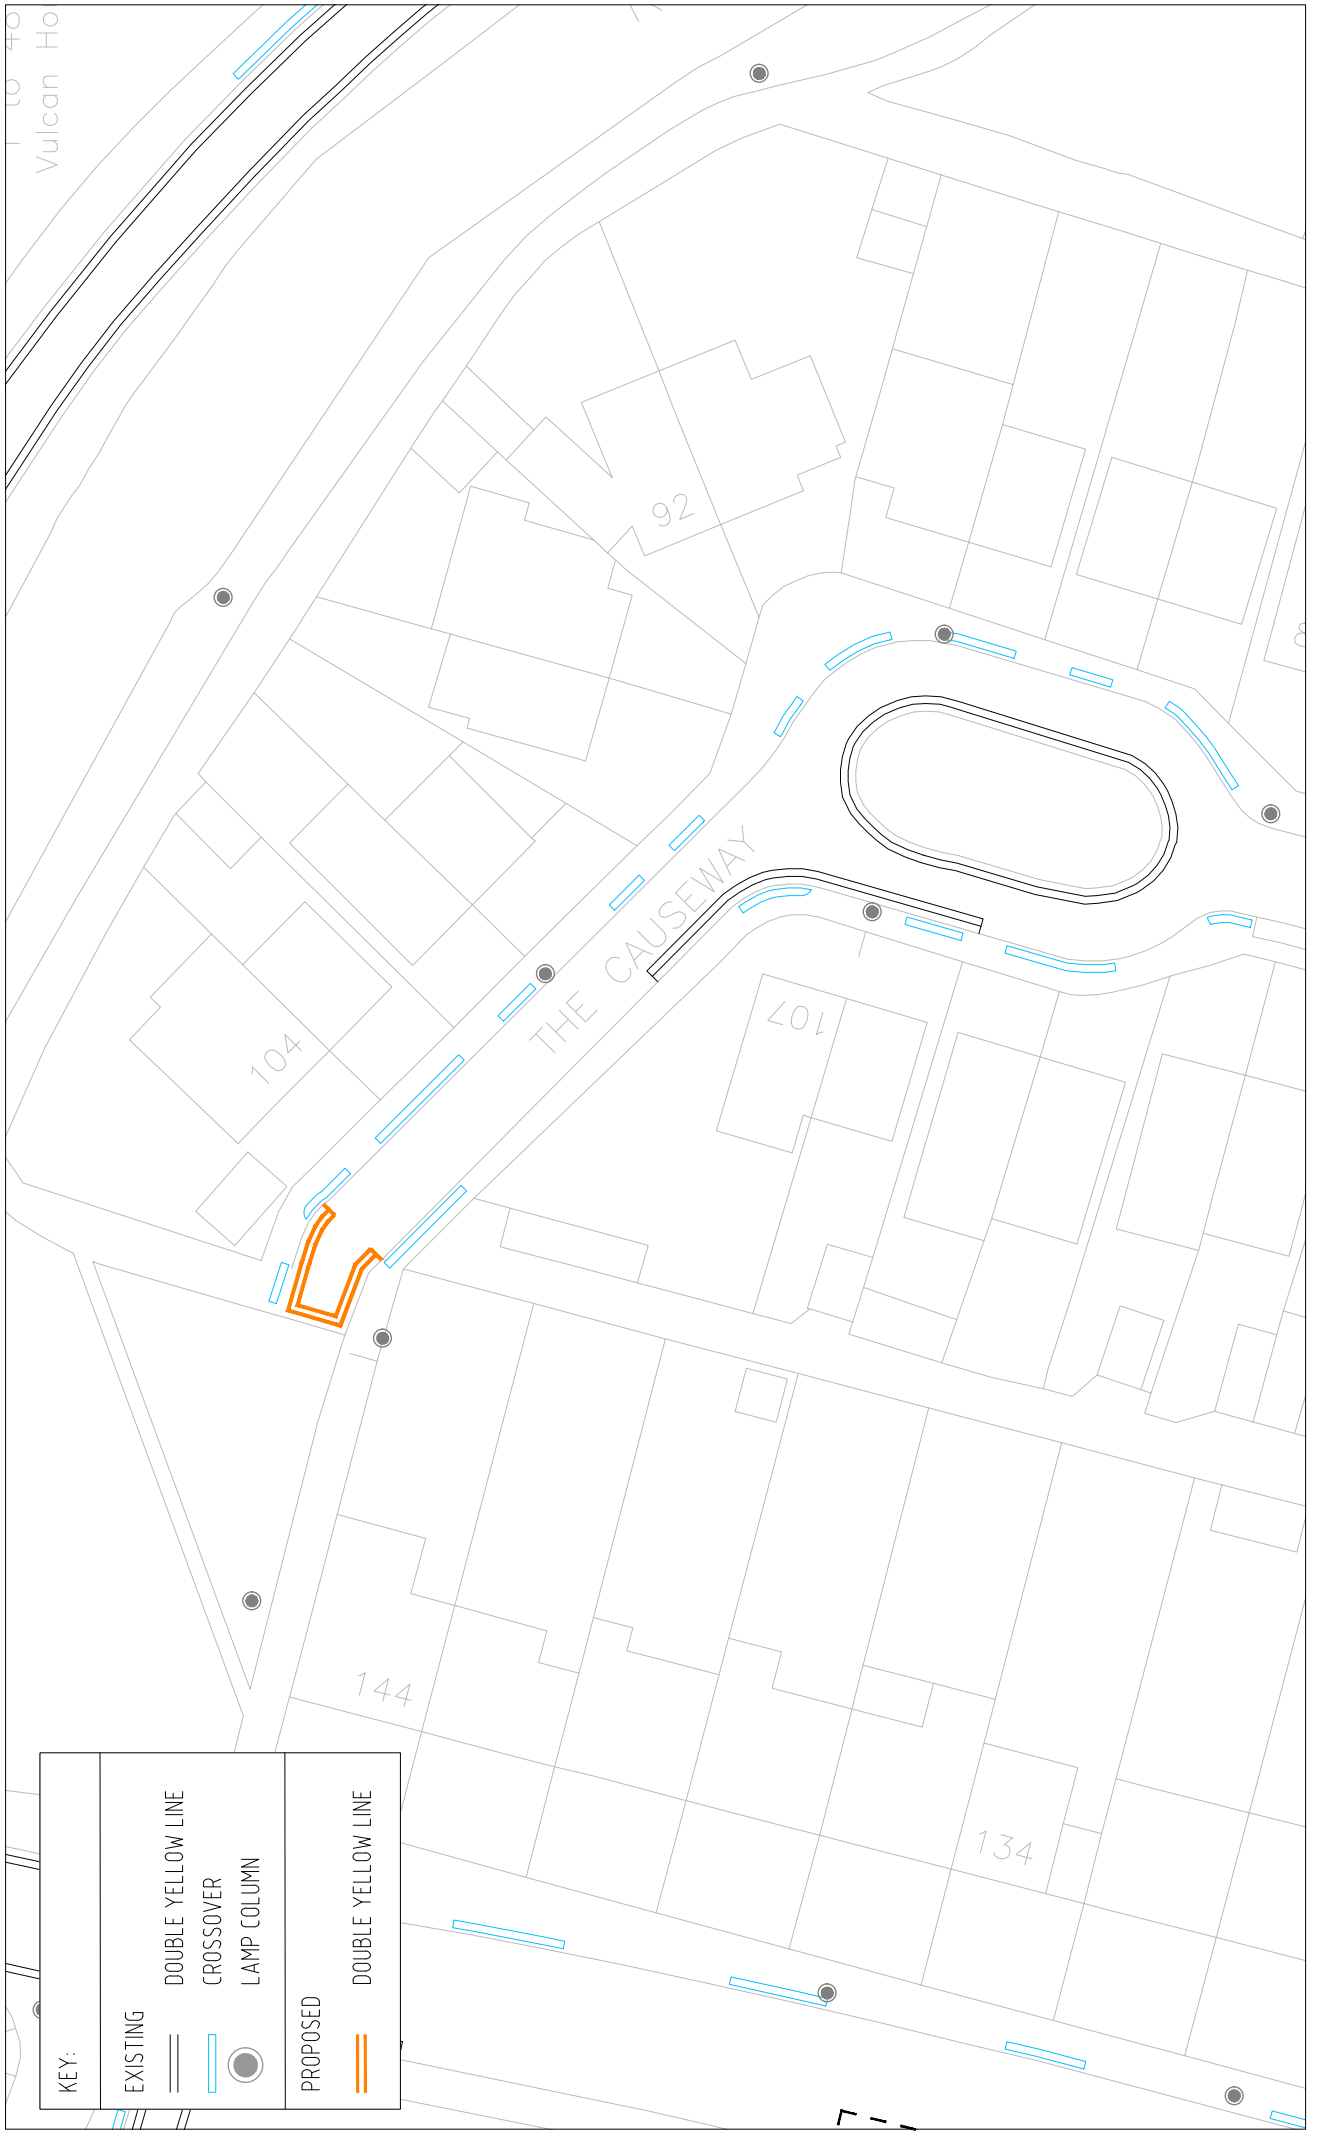 Vulcan Ho
92
THE CAUSEWAY
104
107
144
134
KEY:
EXISTING
DOUBLE YELLOW LINE
CROSSOVER
LAMP COLUMN
PROPOSED
DOUBLE YELLOW LINE